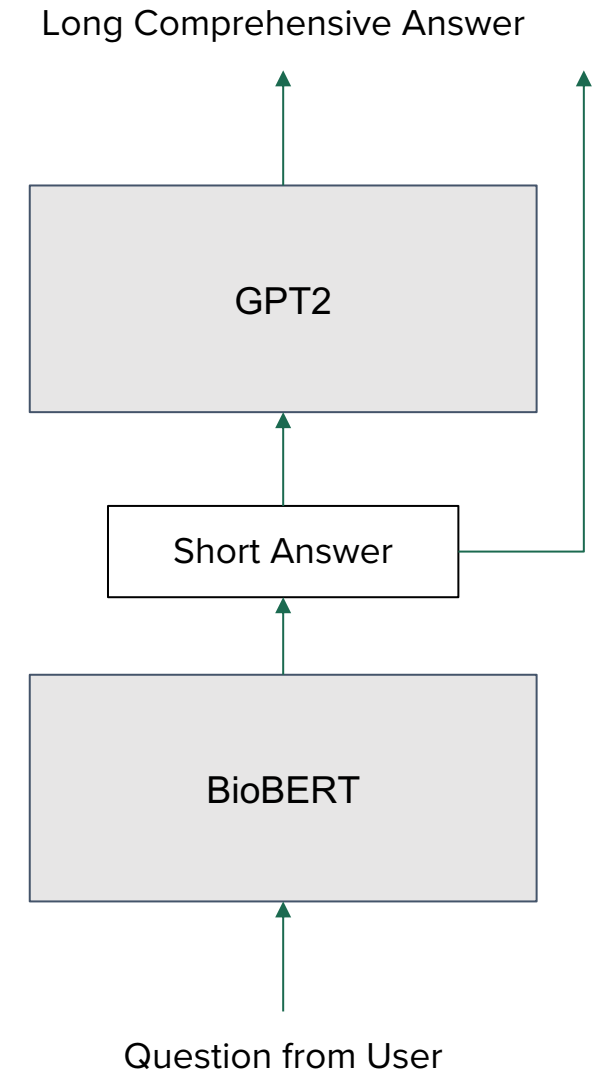 Long Comprehensive Answer
GPT2
Short Answer
BioBERT
Question from User